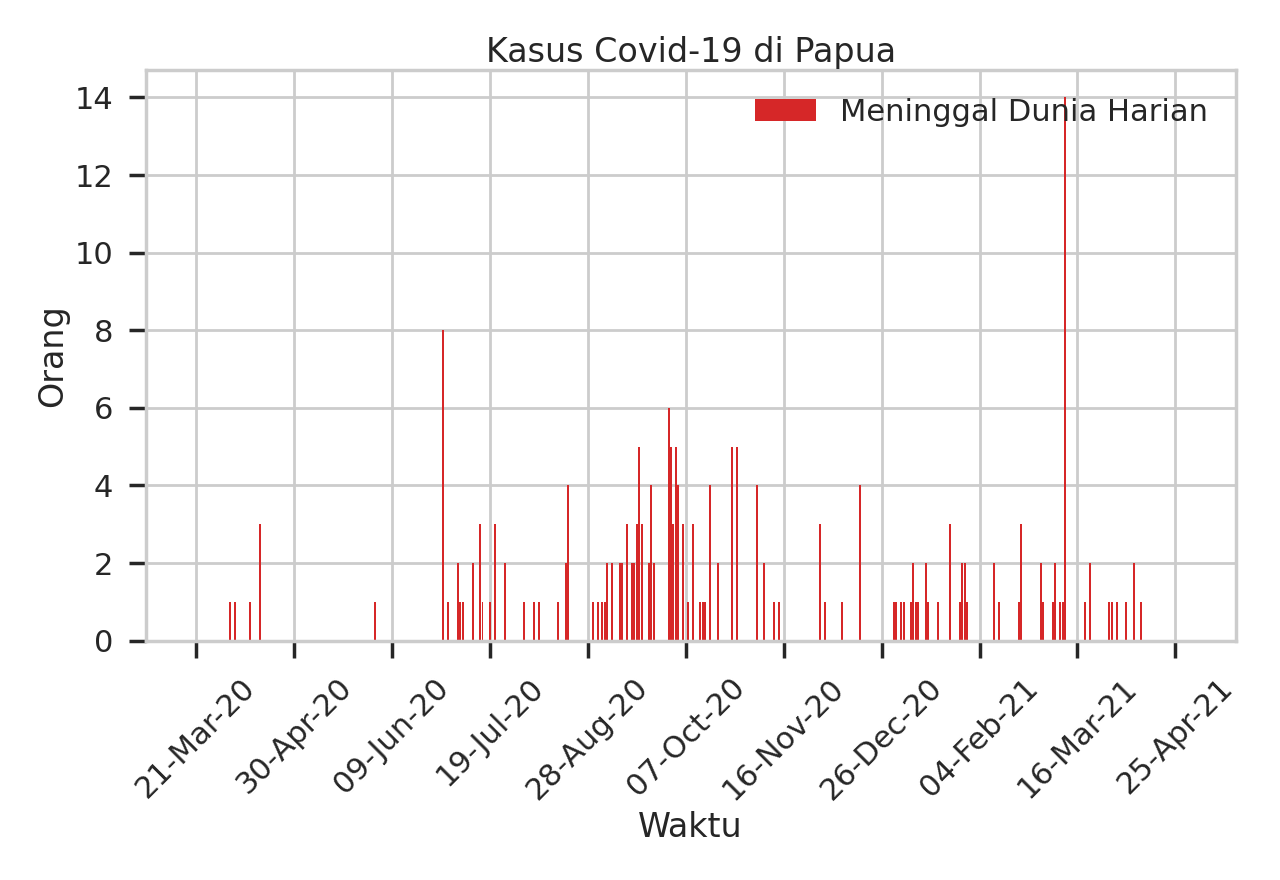 Kasus Covid-19 di Papua
Meninggal Dunia Harian
14
12
10
8
6
4
2
0
Orang
21-Mar-20
30-Apr-20
09-Jun-20
19-Jul-20
28-Aug-20
07-Oct-20
16-Nov-20
26-Dec-20
04-Feb-21
16-Mar-21
25-Apr-21
Waktu